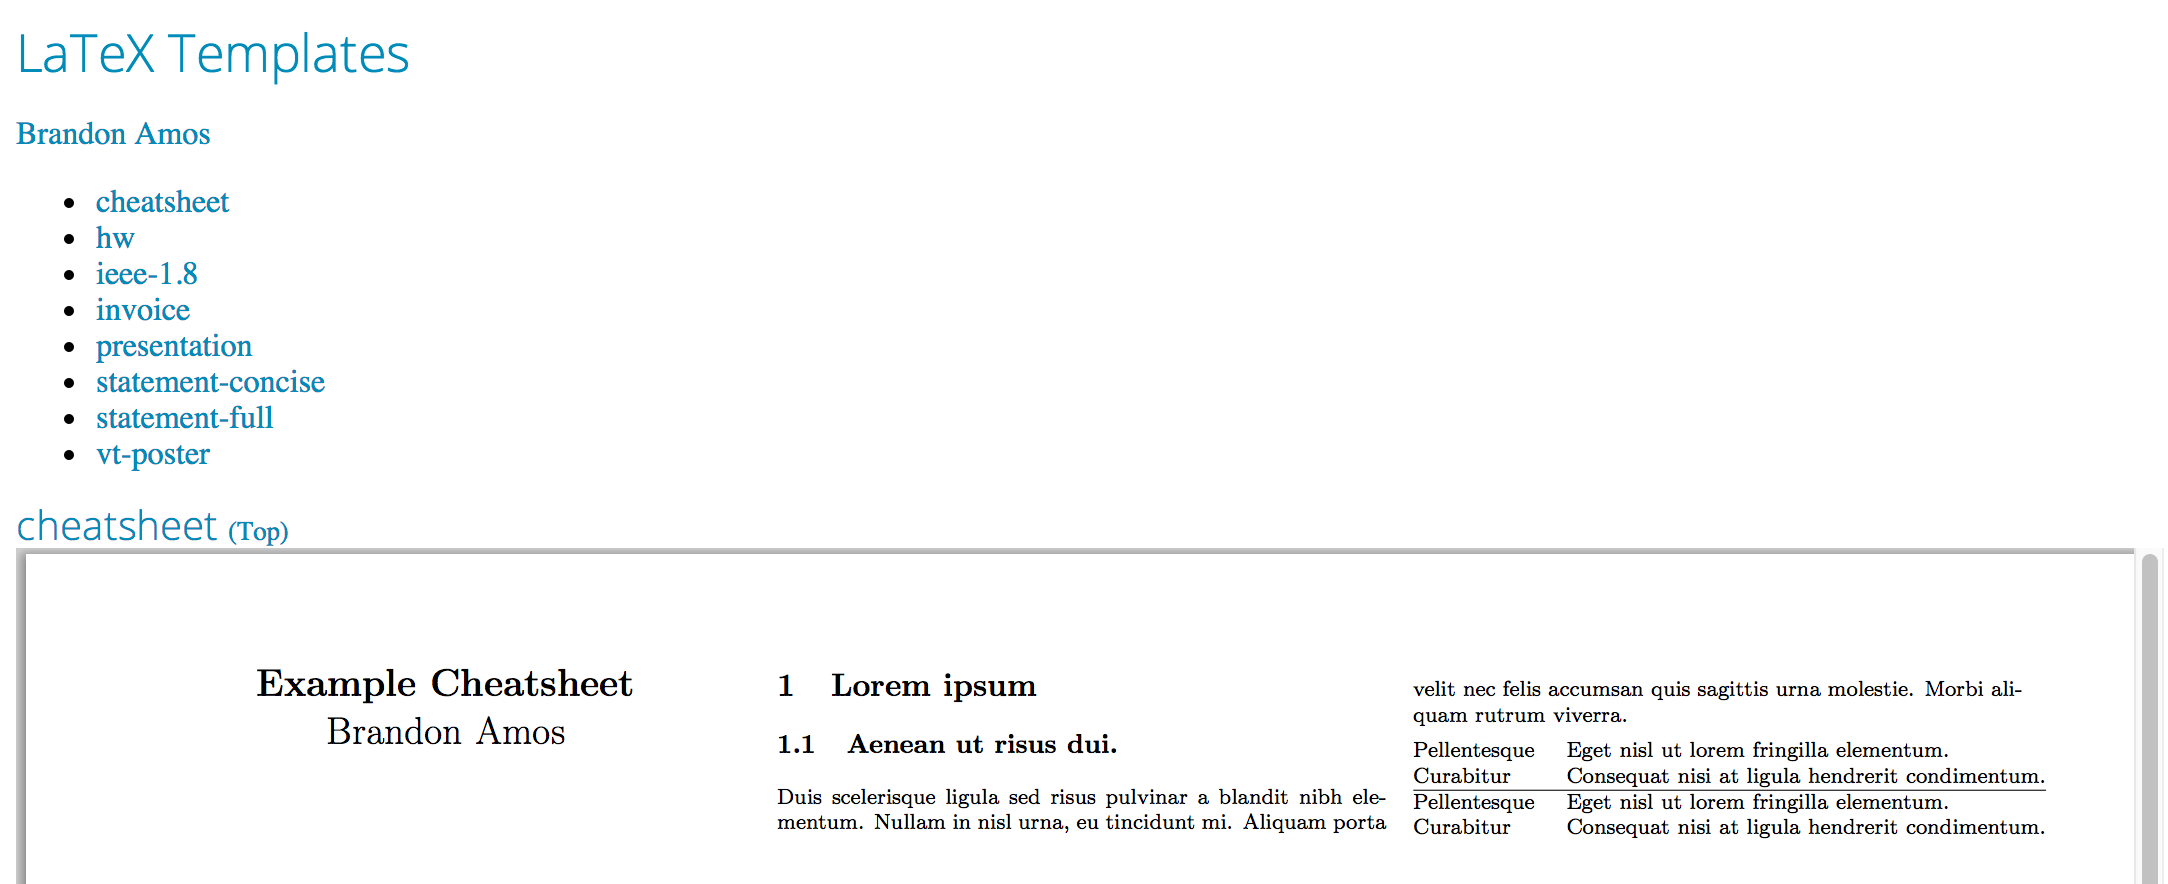 LaTeX Templates
Brandon Amos
cheatsheet
hw
ieee-1.8
invoice
presentation
statement-concise
statement-full
vt-poster
cheatsheet (Top)
Example Cheatsheet
Brandon Amos
1 Lorem ipsum
1.1 Aenean ut risus dui.
Duis scelerisque ligula sed risus pulvinar a blandit nibh ele-
mentum. Nullam in nisl urna, eu tincidunt mi. Aliquam porta
velit nec felis accumsan quis sagittis urna molestie. Morbi ali-
quam rutrum viverra.
Pellentesque Eget nisl ut lorem fringilla elementum.
Curabitur Consequat nisi at ligula hendrerit condimentum.
Pellentesque Eget nisl ut lorem fringilla elementum.
Curabitur Consequat nisi at ligula hendrerit condimentum.